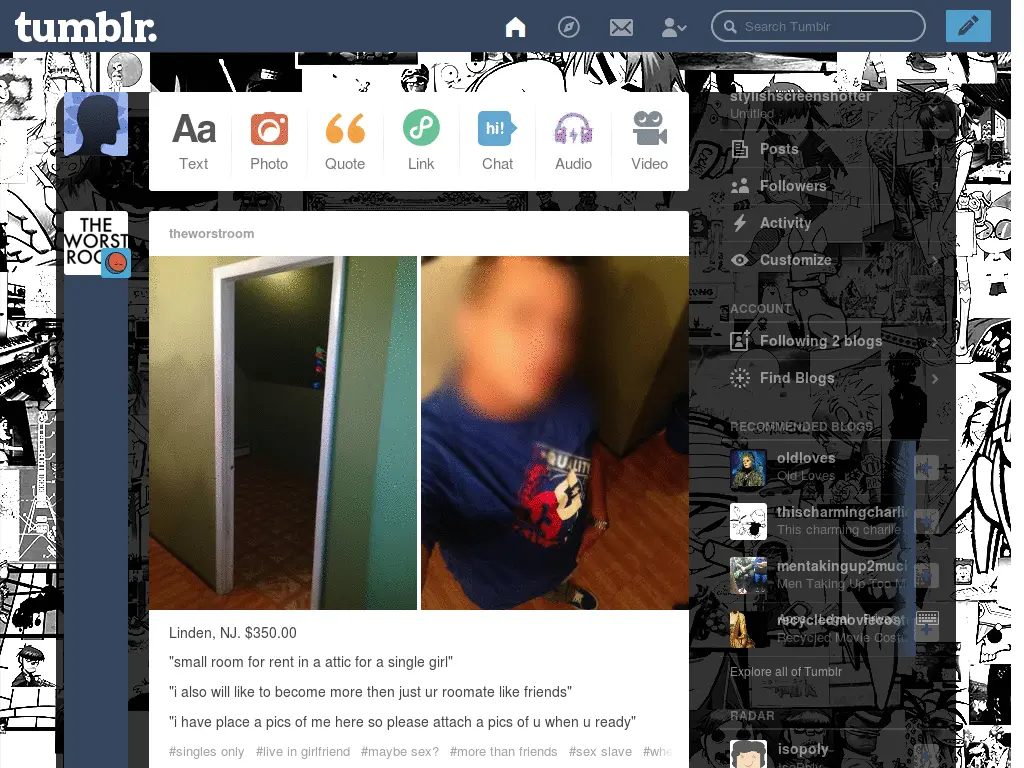 tumblr.
Search Tumblr
Aa
hi!
Text
Photo
Quote
Link
Chat
Audio
Video
stylishscreenshotter
Untitled
Posts
Followers
3
Activity
Customize
ACCOUNT
Following 2 blogs
Find Blogs
RECOMMENDED BLOGS
oldloves
Old Loves
thischarmingcharli
This charming charlie
mentakingup2muc
Men Taking Up Too M
recycledmoviecost
Recycled Movie Costu
Explore all of Tumblr
RADAR
isopoly
IsoPoly
THE
WORST
theworstroom
QUALITY
Linden, NJ. $350.00
"small room for rent in a attic for a single girl"
"i also will like to become more then just ur roomate like friends"
"i have place a pics of me here so please attach a pics of u when u ready"
#singles only #live in girlfriend #maybe sex? #more than friends #sex slave #whe